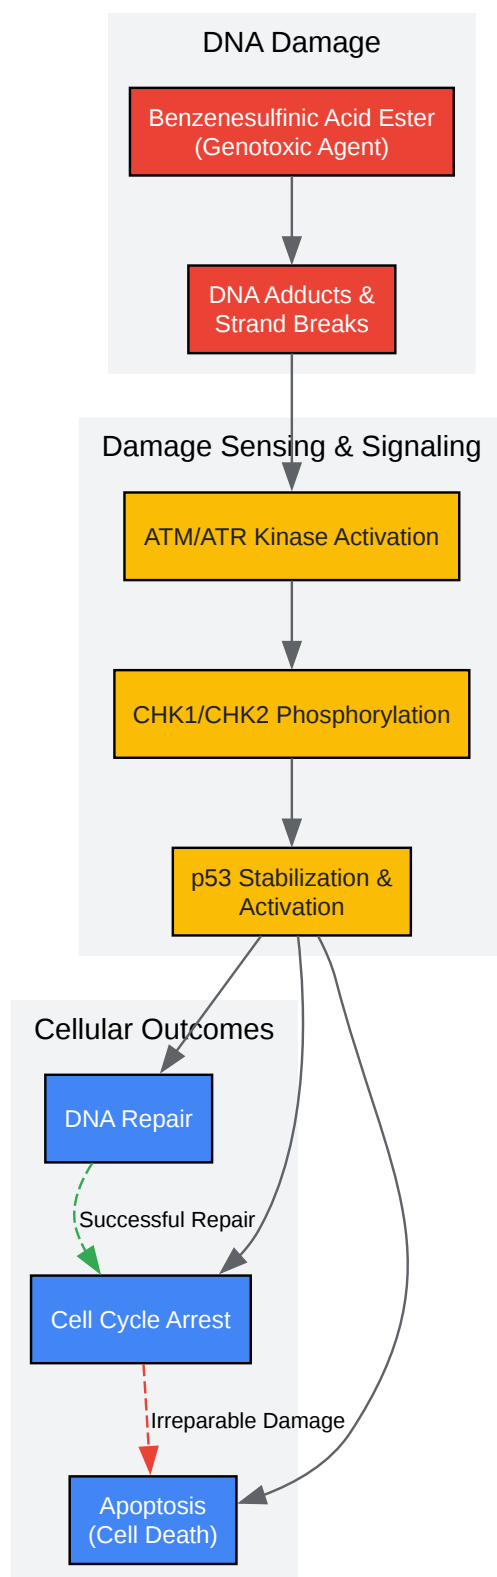 DNA Damage
Benzenesulfinic Acid Ester
(Genotoxic Agent)
DNA Adducts &
Strand Breaks
Damage Sensing & Signaling
ATM/ATR Kinase Activation
CHK1/CHK2 Phosphorylation
p53 Stabilization &
Activation
Cellular Outcomes
DNA Repair
Successful Repair
Cell Cycle Arrest
Irreparable Damage
Apoptosis
(Cell Death)